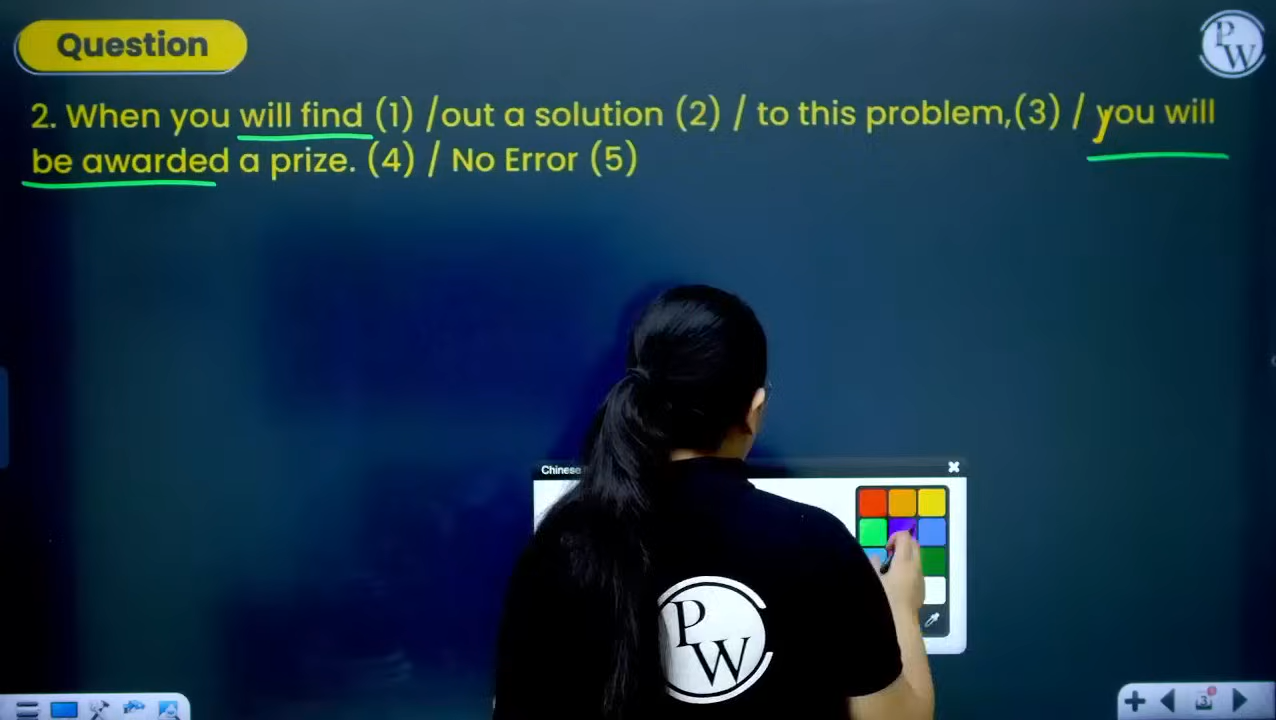 Question
PW
2. When you will find (1) /out a solution (2) / to this problem,(3) / you will
be awarded a prize. (4) / No Error (5)
Chinese
PW
3